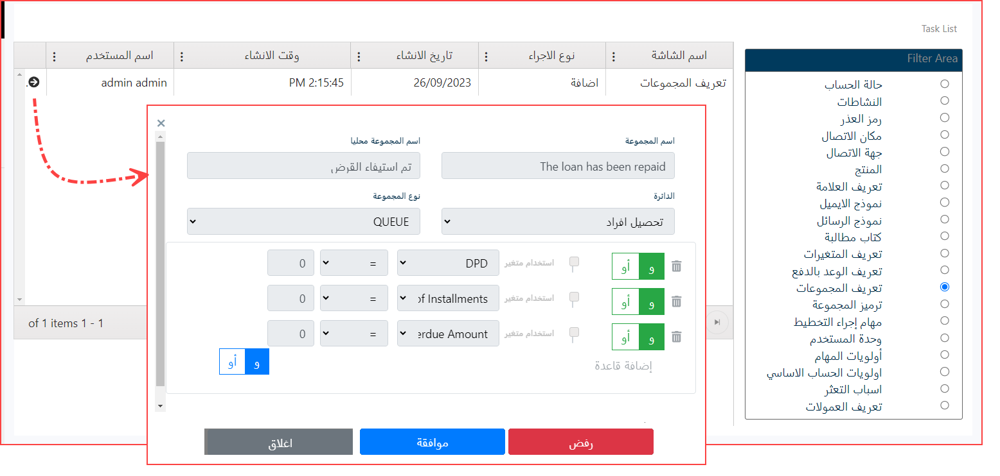 Task List
Filter Area
حالة الحساب
النشاطات
رمز العذر
مكان الاتصال
جهة الاتصال
المنتج
تعريف العلامة
نموذج الايميل
نموذج الرسائل
كتاب مطالبة
تعريف المتغيرات
تعريف الوعد بالدفع
تعريف المجموعات
ترميز المجموعة
مهام إجراء التخطيط
وحدة المستخدم
أولويات المهام
اولويات الحساب الاساسي
اسباب التعثر
تعريف العمولات
اسم الشاشة نوع الاجراء تاريخ الانشاء وقت الانشاء اسم المستخدم
تعريف المجموعات اضافة 26/09/2023 PM 2:15:45 admin admin
of 1 items 1 - 1
اسم المجموعة اسم المجموعة محليا
The loan has been repaid تم استيفاء القرض
الدائرة نوع المجموعة
تحصيل افراد QUEUE
و أو استخدام متغير DPD = 0
و أو استخدام متغير of Installments = 0
و أو استخدام متغير erdue Amount = 0
إضافة قاعدة
و أو
رفض موافقة اغلاق